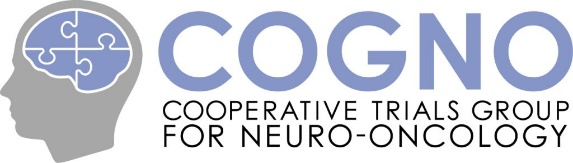 COGNO
COOPERATIVE TRIALS GROUP
FOR NEURO-ONCOLOGY